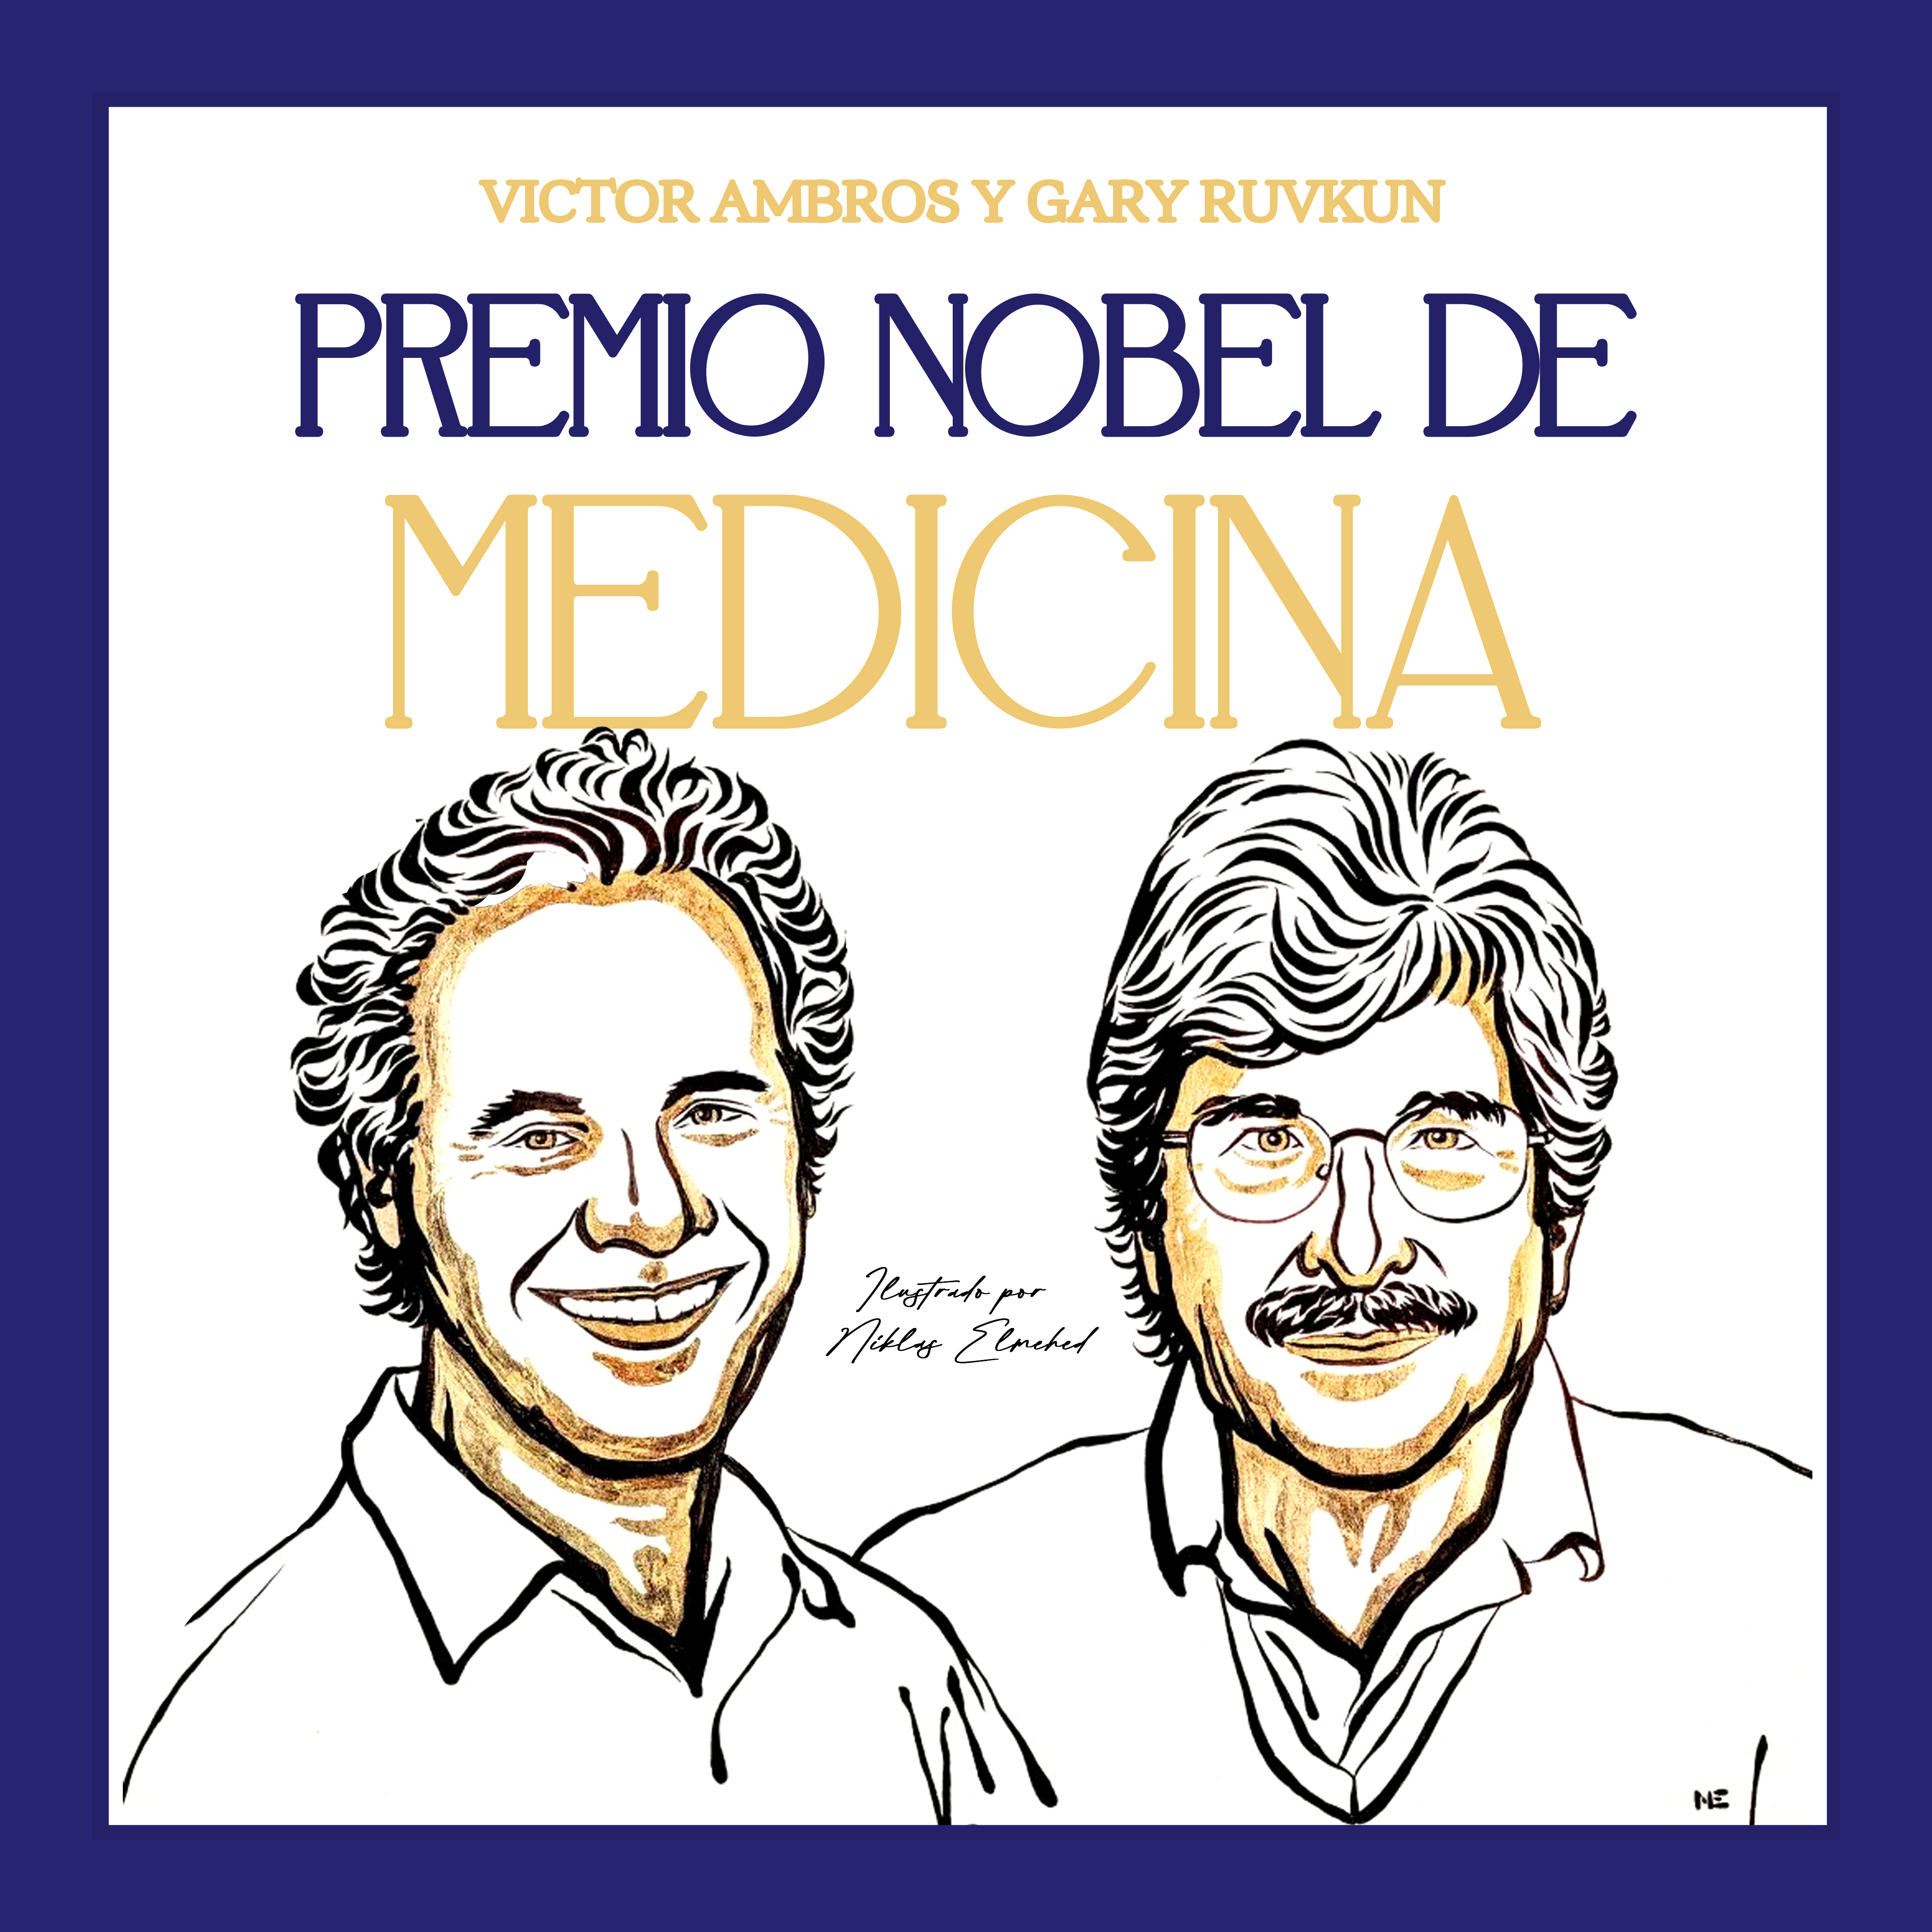 VICTOR AMBROS Y GARY RUVKUN
PREMIO NOBEL DE
MEDICINA
Ilustrado por
Niklas Elmehed
NE